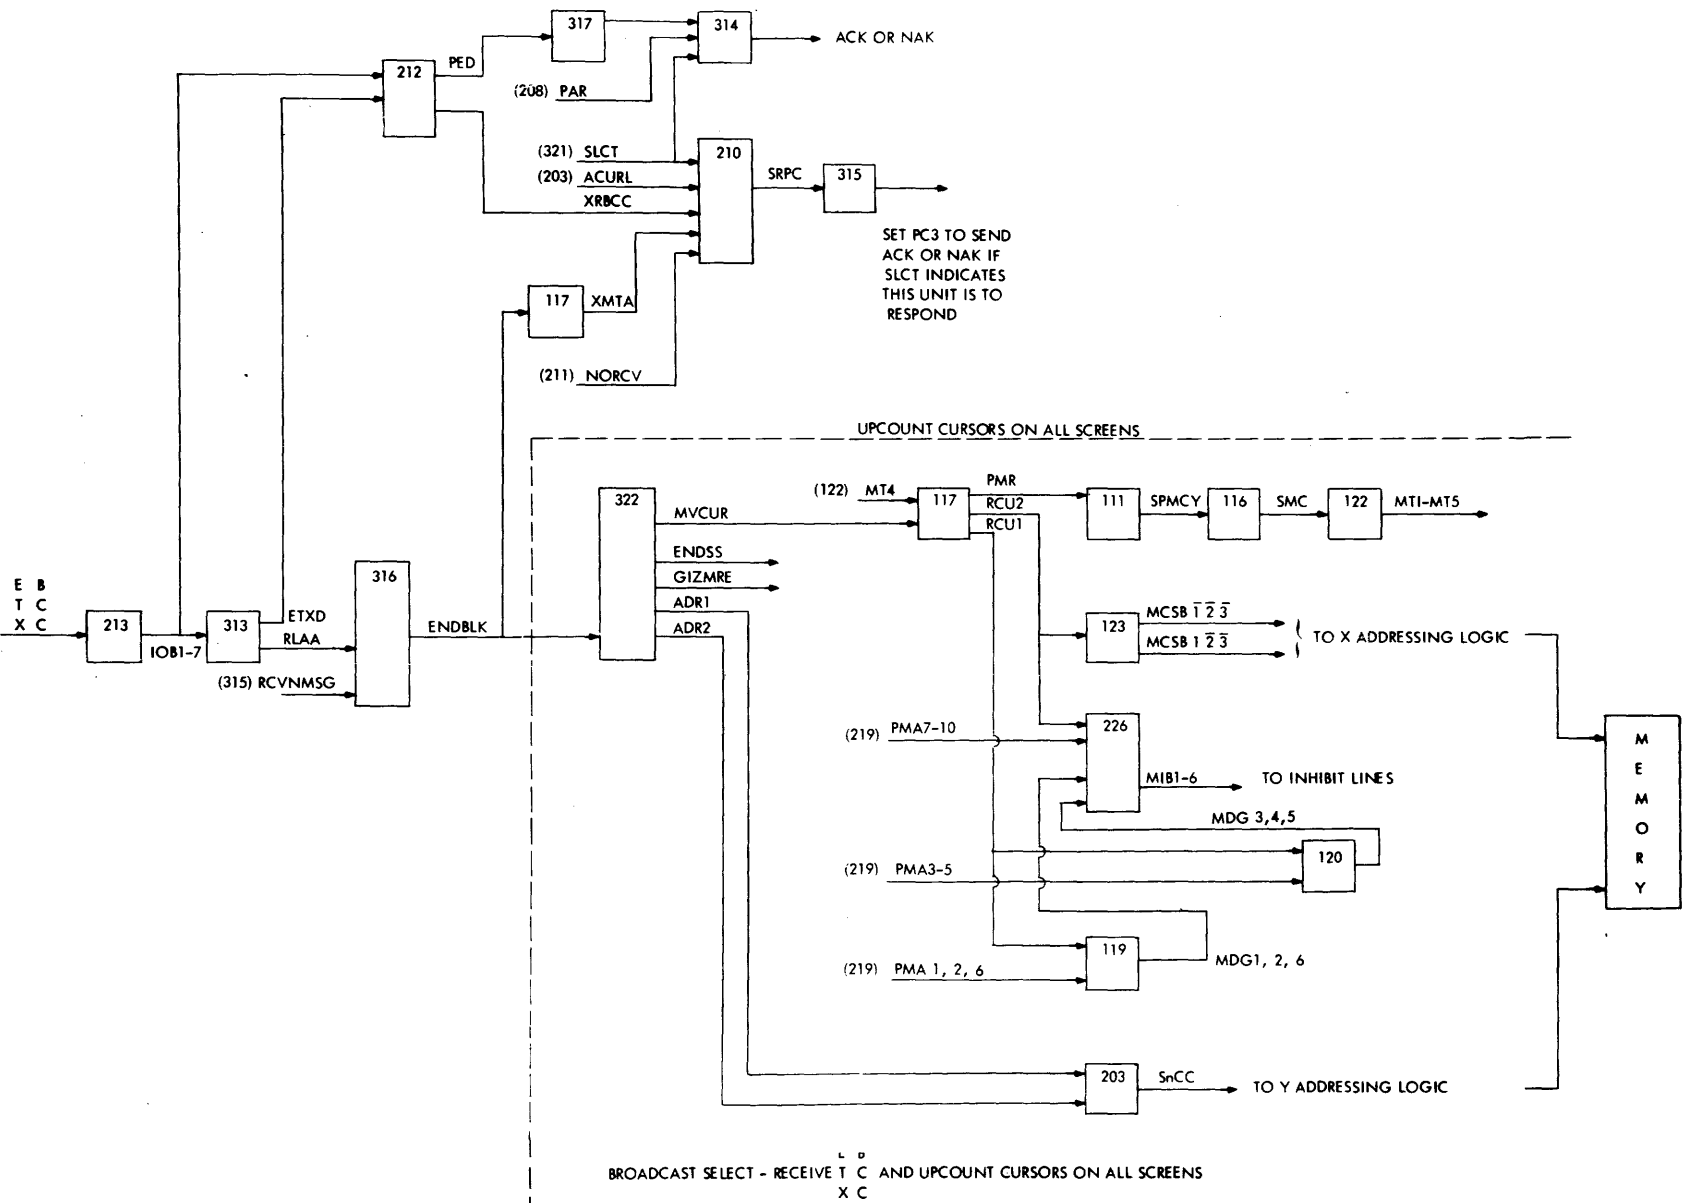 317
314
ACK OR NAK
212
PED
(208) PAR
(321) SLCT
210
(203) ACURL
XRBCC
SRPC
315
SET PC3 TO SEND
ACK OR NAK IF
SLCT INDICATES
THIS UNIT IS TO
RESPOND
117
XMTA
(211) NORCV
UPCOUNT CURSORS ON ALL SCREENS
322
(122) MT4
117
PMR
RCU2
RCU1
111
SPMCY
116
SMC
122
MT1-MT5
MVCUR
ENDSS
GIZMRE
ADR1
ADR2
E B
T C
X C
213
IOB1-7
313
ETXD
RLAA
(315) RCVNMSG
316
ENDBLK
123
MCSB 1̅ 2̅ 3̅
MCSB 1 2̅ 3̅
TO X ADDRESSING LOGIC
226
(219) PMA7-10
MIB1-6
TO INHIBIT LINES
MDG 3,4,5
120
(219) PMA3-5
119
(219) PMA 1, 2, 6
MDG1, 2, 6
MEMORY
203
SnCC
TO Y ADDRESSING LOGIC
BROADCAST SELECT - RECEIVE T C AND UPCOUNT CURSORS ON ALL SCREENS
X C